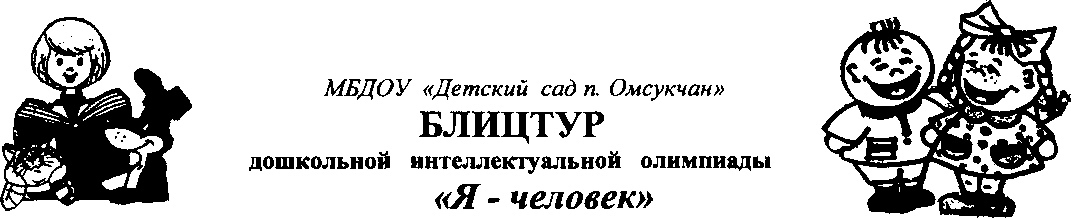 МБДОУ «Детский сад п. Омсукчан»
БЛИЦТУР
дошкольной интеллектуальной олимпиады
«Я - человек»